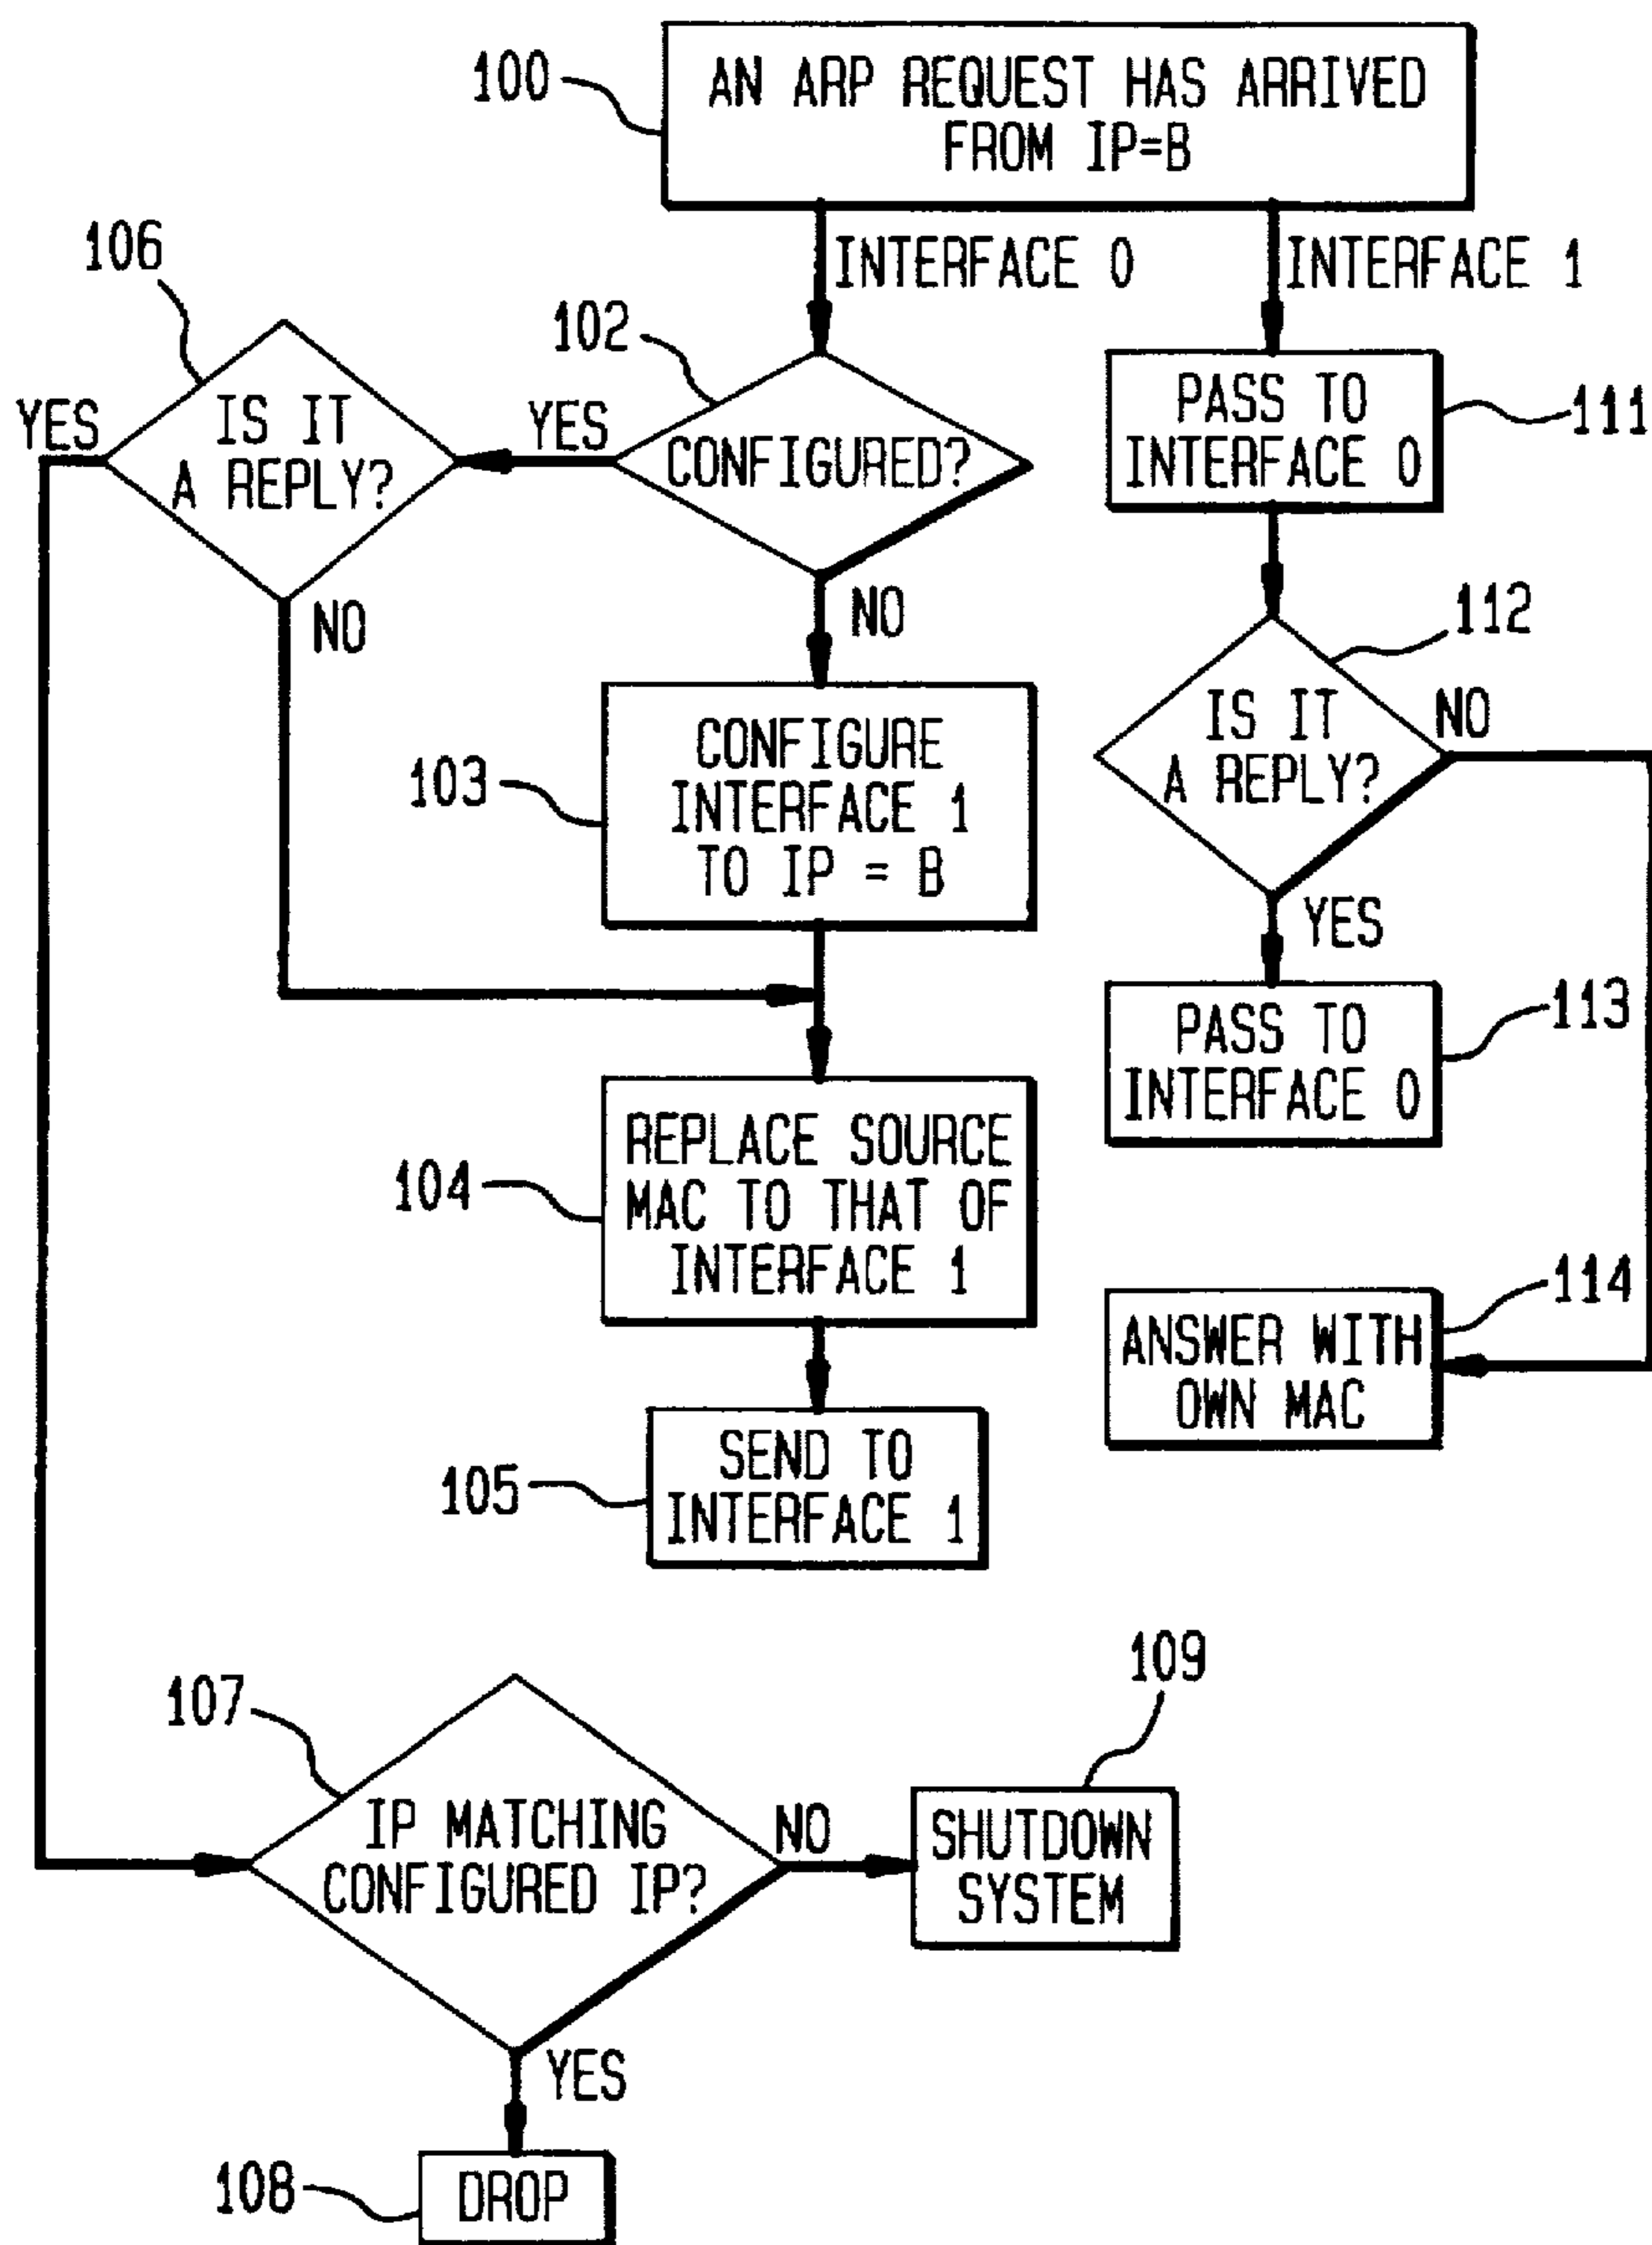 100
AN ARP REQUEST HAS ARRIVED
FROM IP=B
INTERFACE 0
INTERFACE 1
106
102
YES
IS IT
A REPLY?
YES
CONFIGURED?
PASS TO
INTERFACE 0
111
NO
NO
112
IS IT
A REPLY?
NO
103
CONFIGURE
INTERFACE 1
TO IP = B
YES
PASS TO
INTERFACE 0
113
104
REPLACE SOURCE
MAC TO THAT OF
INTERFACE 1
114
ANSWER WITH
OWN MAC
105
SEND TO
INTERFACE 1
107
109
IP MATCHING
CONFIGURED IP?
NO
SHUTDOWN
SYSTEM
YES
108
DROP